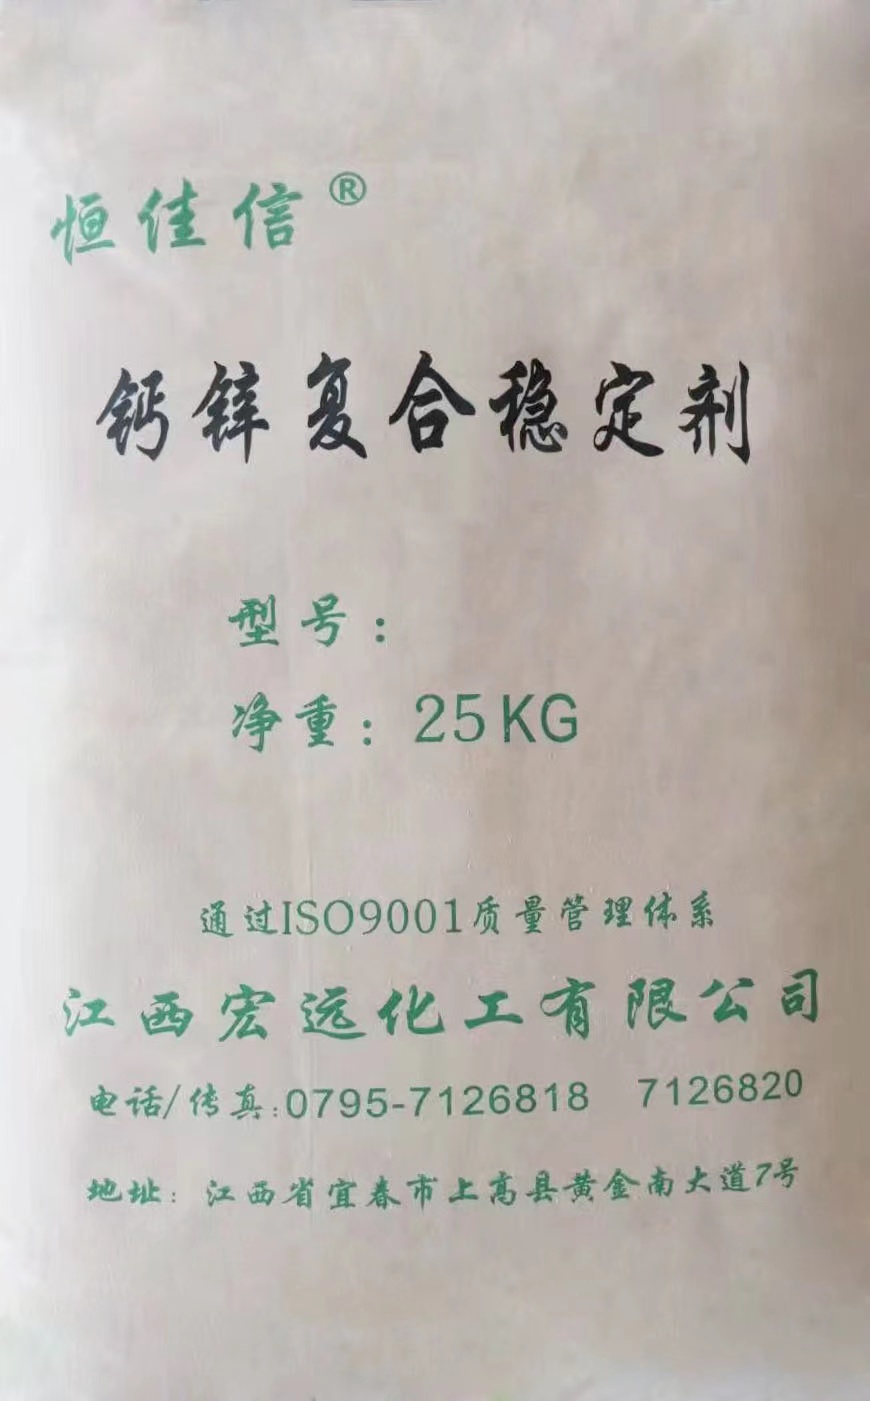 恒佳信®
钙锌复合稳定剂
型号：
净重：25KG
通过ISO9001质量管理体系
江西宏远化工有限公司
电话/传真:0795-7126818 7126820
地址：江西省宜春市上高县黄金南大道7号